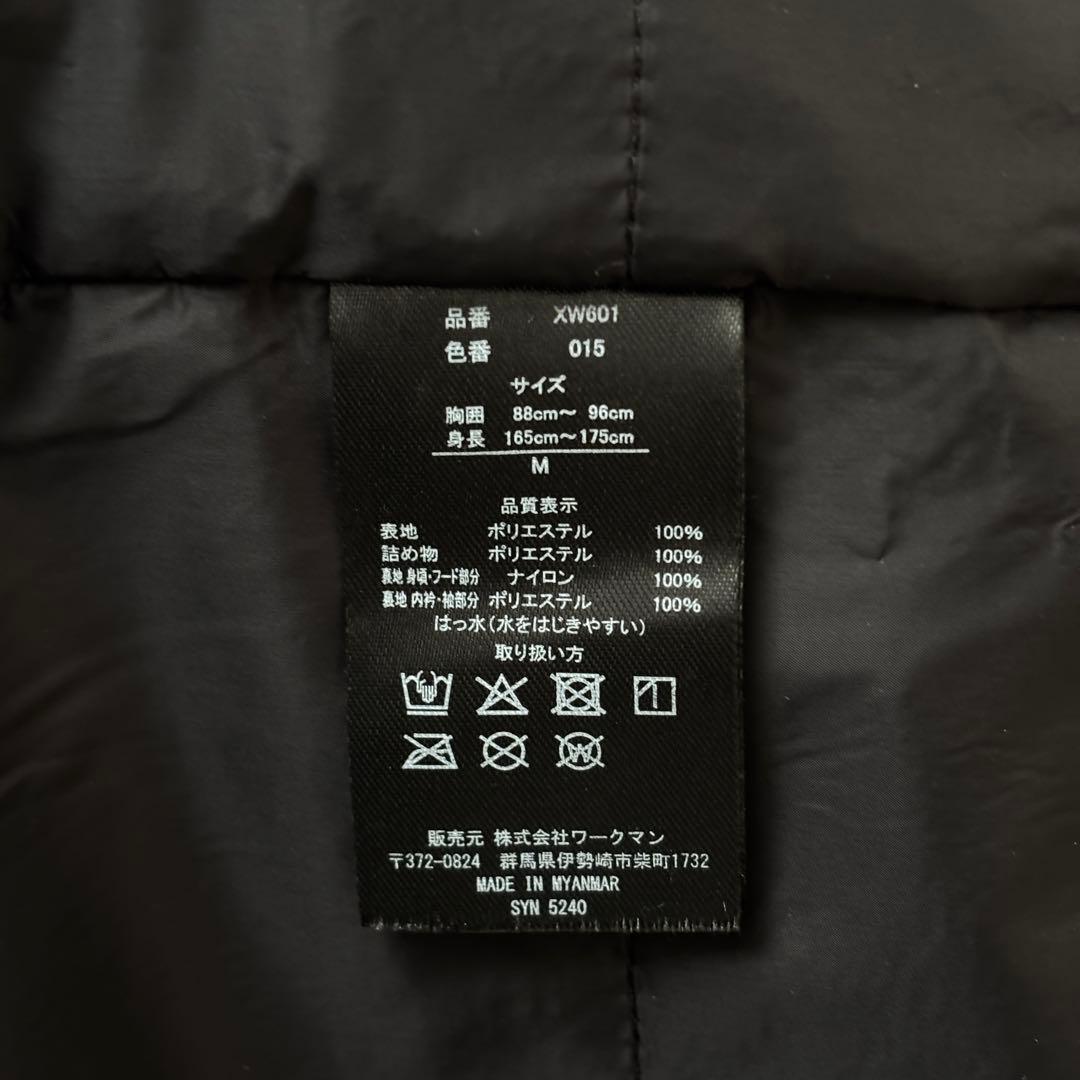 品番 XW601
色番 015
サイズ
胸囲 88cm～ 96cm
身長 165cm～175cm
M
品質表示
表地 ポリエステル 100%
詰め物 ポリエステル 100%
裏地 身頃・フード部分 ナイロン 100%
裏地 内衿・袖部分 ポリエステル 100%
はっ水(水をはじきやすい)
取り扱い方
W
販売元 株式会社ワークマン
〒372-0824 群馬県伊勢崎市柴町1732
MADE IN MYANMAR
SYN 5240